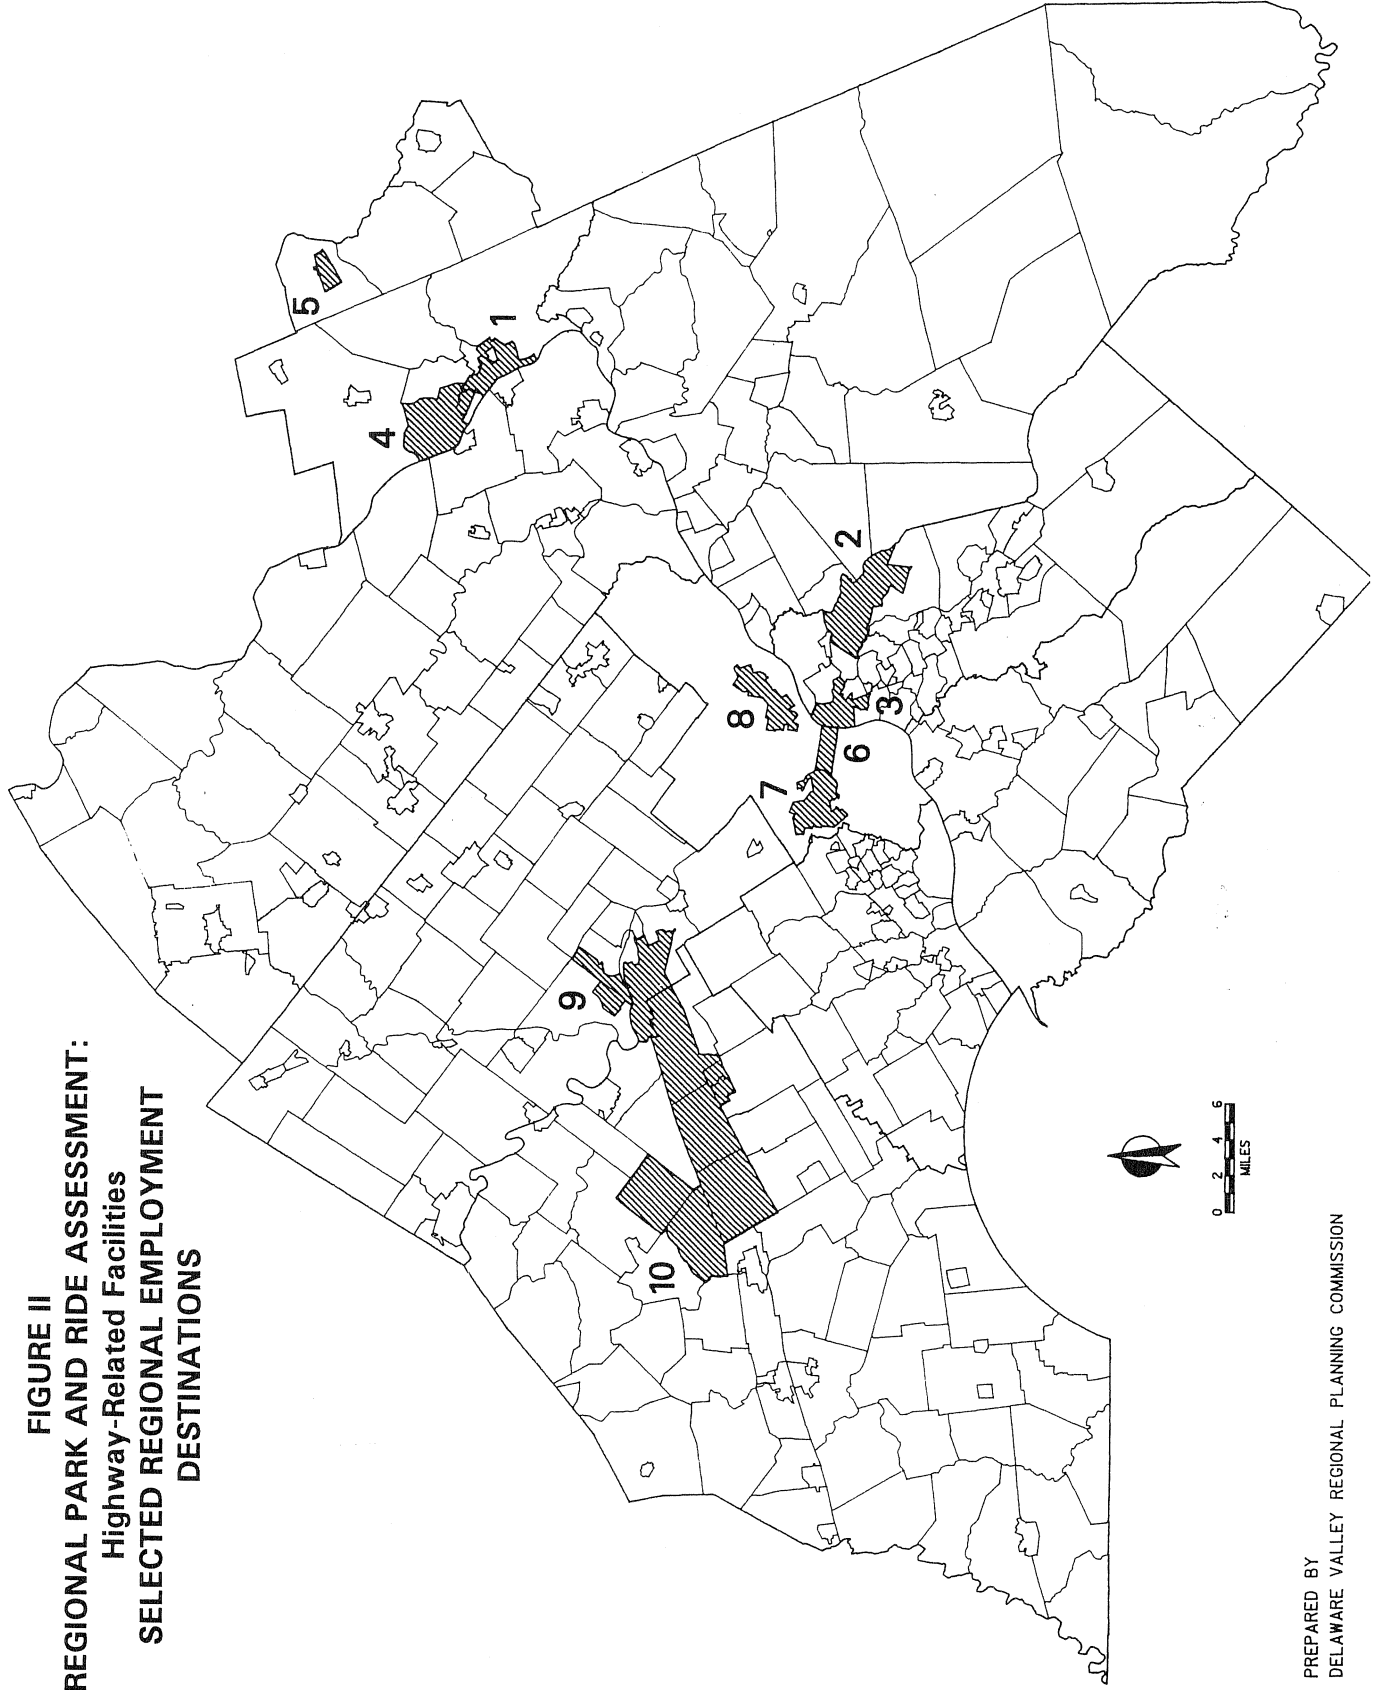 FIGURE II
REGIONAL PARK AND RIDE ASSESSMENT:
Highway-Related Facilities
SELECTED REGIONAL EMPLOYMENT
DESTINATIONS
5
1
4
2
8
3
6
7
9
10
0 2 4 6
MILES
PREPARED BY
DELAWARE VALLEY REGIONAL PLANNING COMMISSION